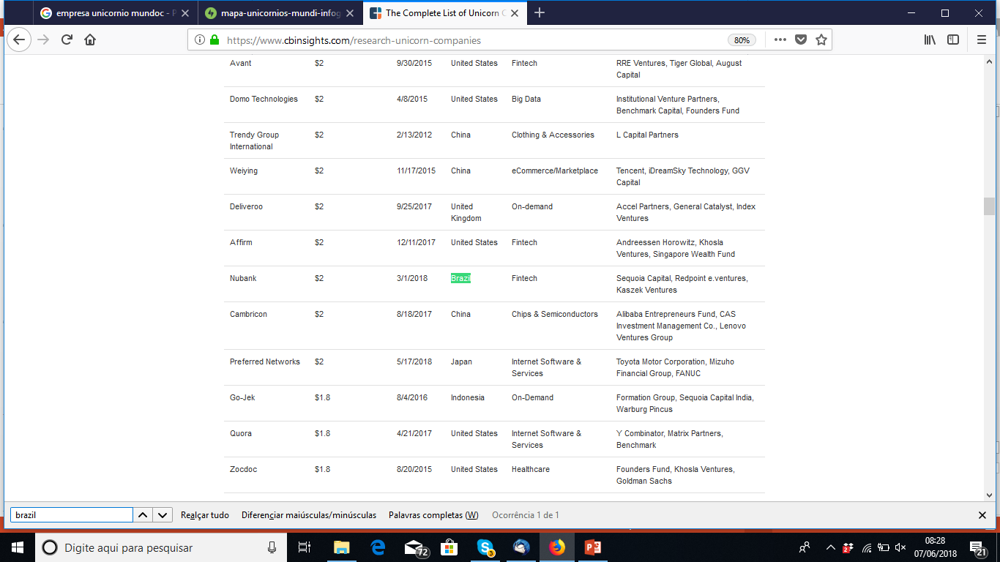 empresa unicornio mundoc - P
mapa-unicornios-mundi-infog
The Complete List of Unicorn C
https://www.cbinsights.com/research-unicorn-companies
80%
Avant $2 9/30/2015 United States Fintech RRE Ventures, Tiger Global, August
Capital
Domo Technologies $2 4/8/2015 United States Big Data Institutional Venture Partners,
Benchmark Capital, Founders Fund
Trendy Group $2 2/13/2012 China Clothing & Accessories L Capital Partners
International
Weiying $2 11/17/2015 China eCommerce/Marketplace Tencent, iDreamSky Technology, GGV
Capital
Deliveroo $2 9/25/2017 United On-demand Accel Partners, General Catalyst, Index
Kingdom Ventures
Affirm $2 12/11/2017 United States Fintech Andreessen Horowitz, Khosla
Ventures, Singapore Wealth Fund
Nubank $2 3/1/2018 Brazil Fintech Sequoia Capital, Redpoint e.ventures,
Kaszek Ventures
Cambricon $2 8/18/2017 China Chips & Semiconductors Alibaba Entrepreneurs Fund, CAS
Investment Management Co., Lenovo
Ventures Group
Preferred Networks $2 5/17/2018 Japan Internet Software & Toyota Motor Corporation, Mizuho
Services Financial Group, FANUC
Go-Jek $1.8 8/4/2016 Indonesia On-Demand Formation Group, Sequoia Capital India,
Warburg Pincus
Quora $1.8 4/21/2017 United States Internet Software & Y Combinator, Matrix Partners,
Services Benchmark
Zocdoc $1.8 8/20/2015 United States Healthcare Founders Fund, Khosla Ventures,
Goldman Sachs
brazil Realçar tudo Diferenciar maiúsculas/minúsculas Palavras completas (W) Ocorrência 1 de 1
Digite aqui para pesquisar
72
3
2
08:28
07/06/2018
21